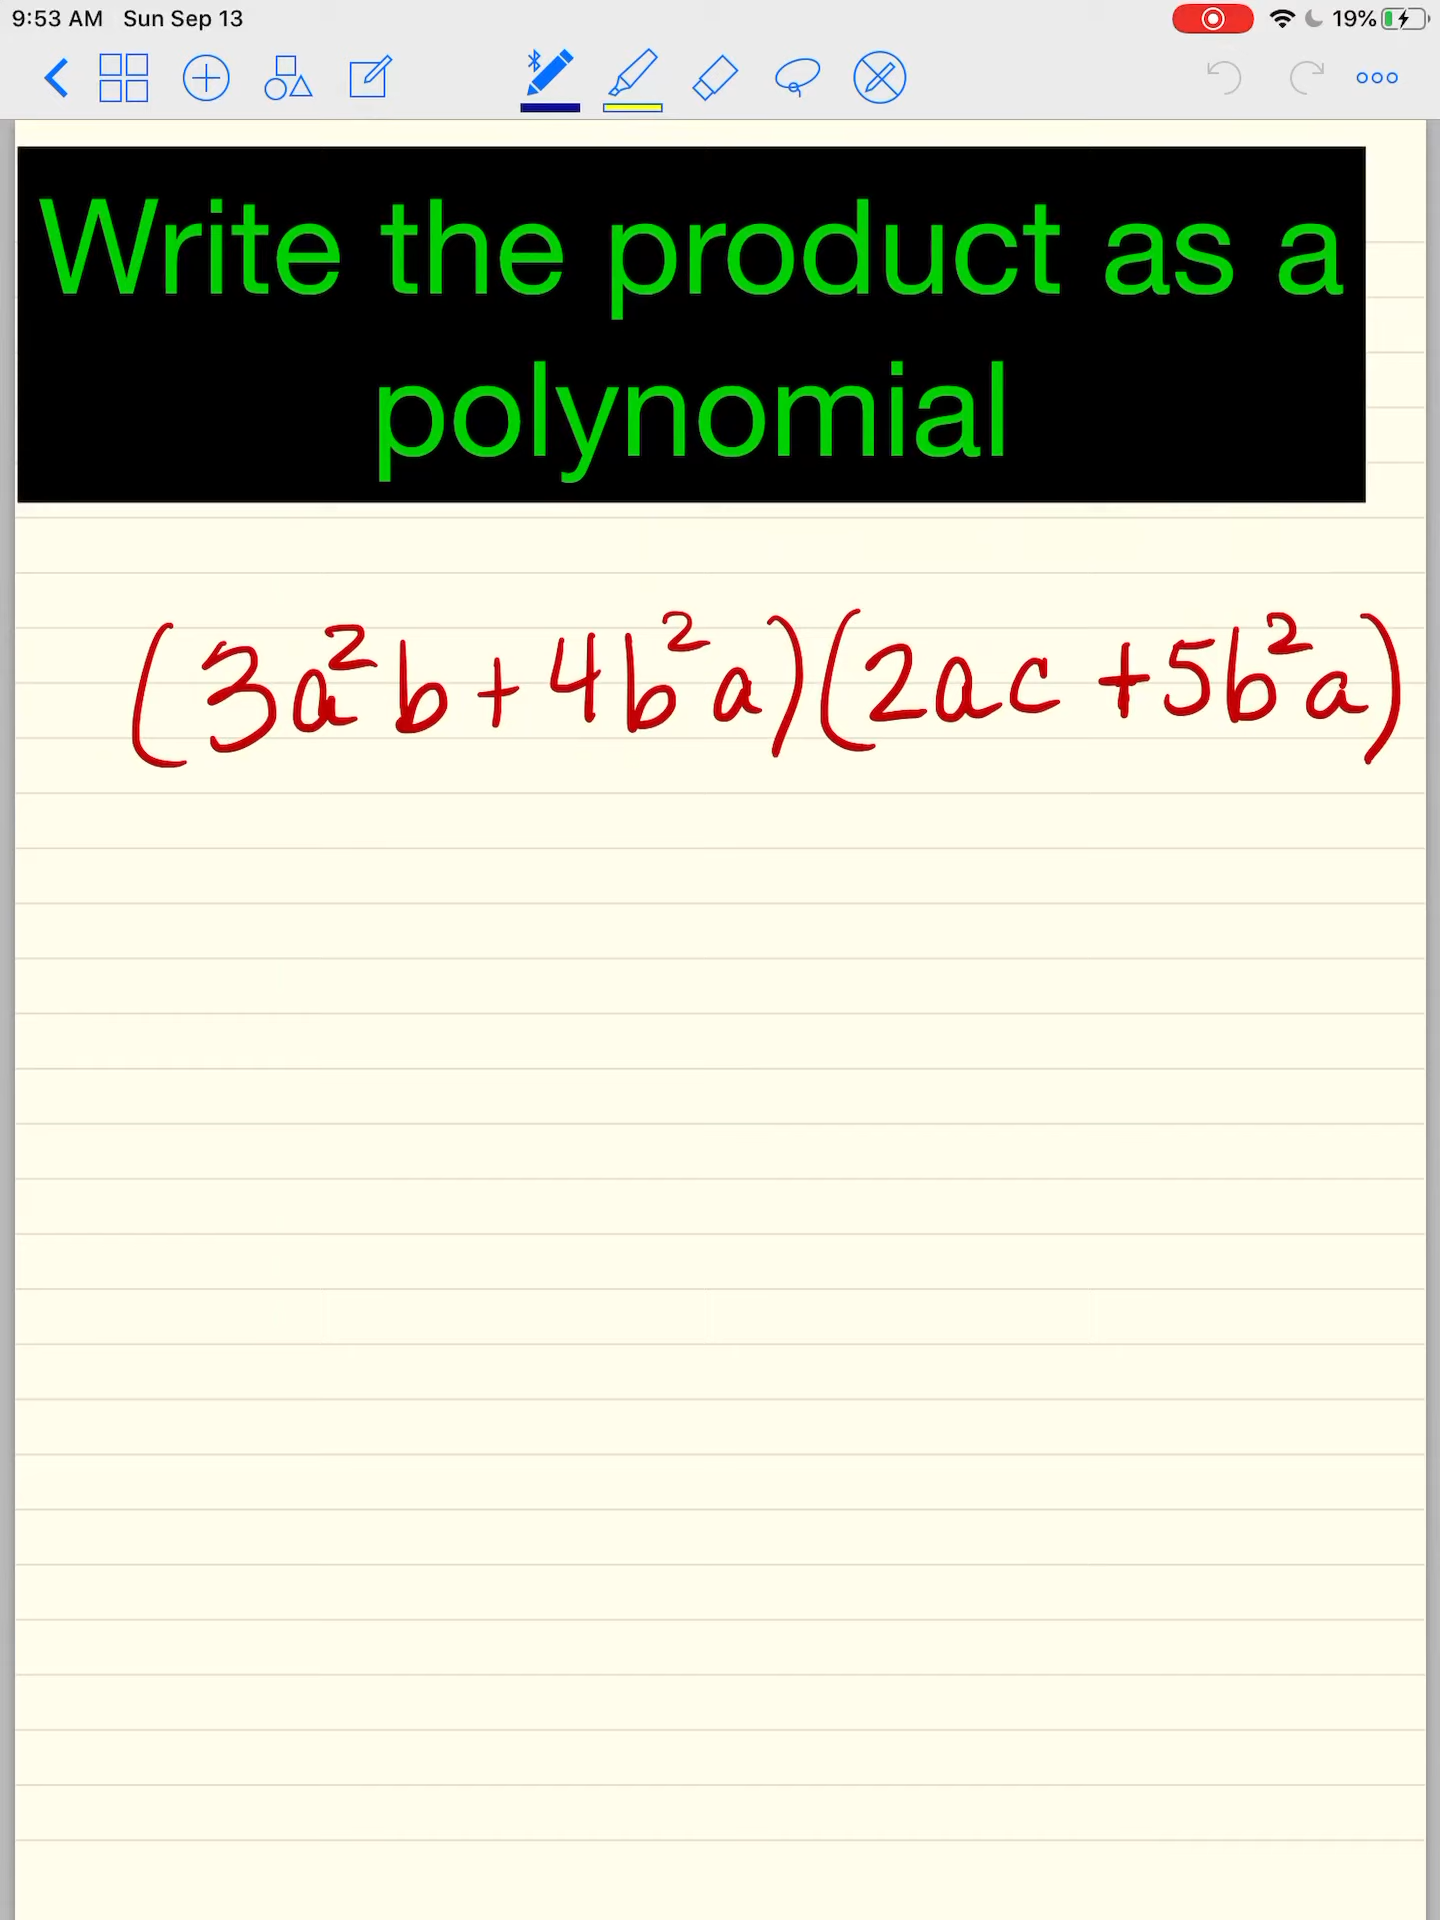 9:53 AM Sun Sep 13
19%
Write the product as a
polynomial
(3a²b+4b²a)(2ac+5b²a)